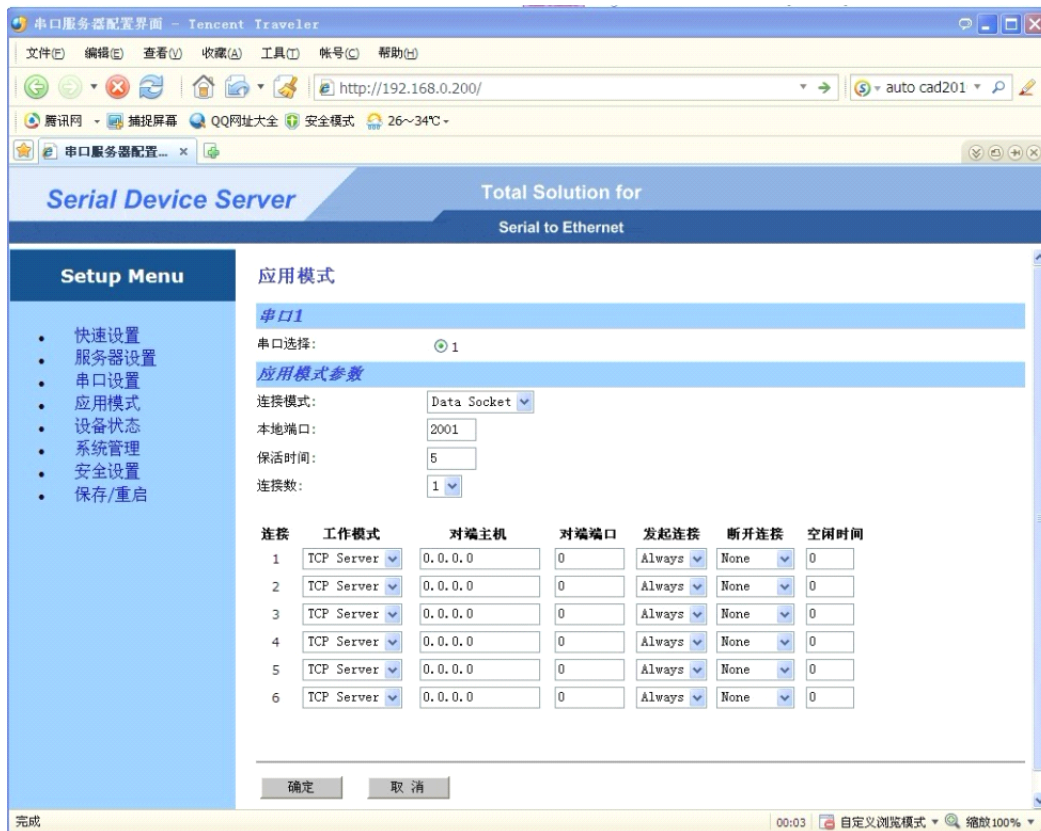 串口服务器配置界面 - Tencent Traveler
文件(F) 编辑(E) 查看(V) 收藏(A) 工具(T) 帐号(C) 帮助(H)
http://192.168.0.200/ auto cad201
腾讯网 捕捉屏幕 QQ网址大全 安全模式 26～34℃
串口服务器配置... ×
Serial Device Server
Total Solution for
Serial to Ethernet
Setup Menu
快速设置
服务器设置
串口设置
应用模式
设备状态
系统管理
安全设置
保存/重启
应用模式
串口1
串口选择: 1
应用模式参数
连接模式: Data Socket
本地端口: 2001
保活时间: 5
连接数: 1
连接 工作模式 对端主机 对端端口 发起连接 断开连接 空闲时间
1 TCP Server 0.0.0.0 0 Always None 0
2 TCP Server 0.0.0.0 0 Always None 0
3 TCP Server 0.0.0.0 0 Always None 0
4 TCP Server 0.0.0.0 0 Always None 0
5 TCP Server 0.0.0.0 0 Always None 0
6 TCP Server 0.0.0.0 0 Always None 0
确定 取 消
完成 00:03 自定义浏览模式 缩放100%